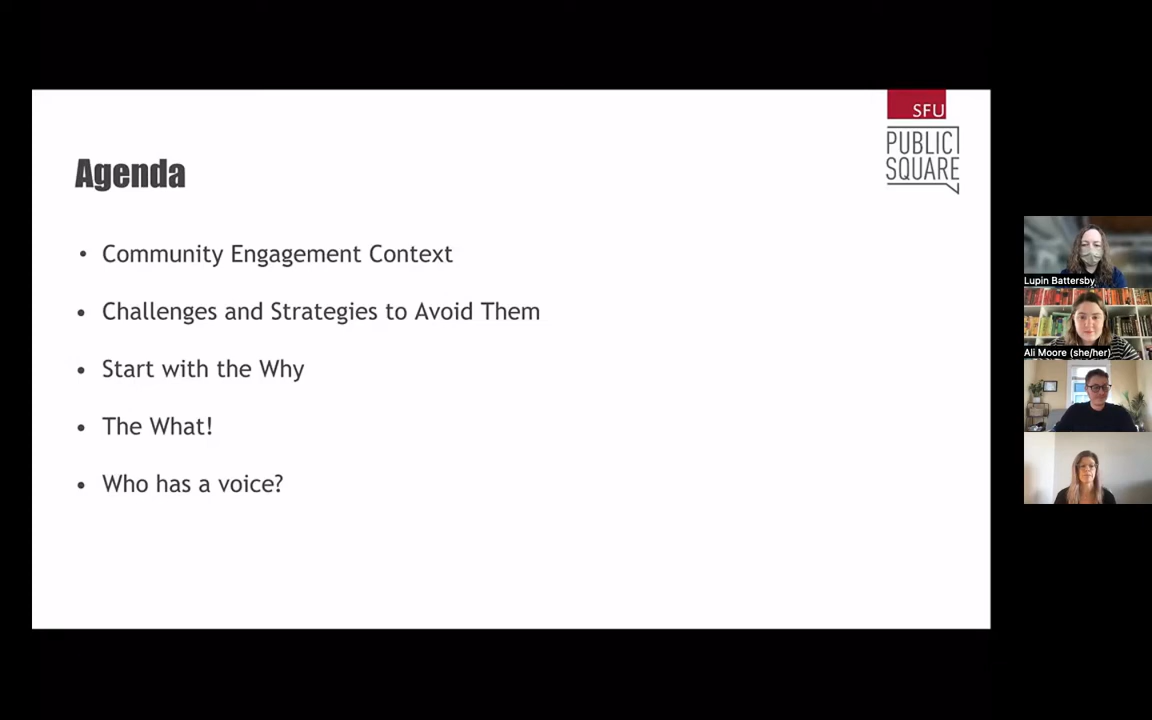 SFU
PUBLIC
SQUARE
Agenda
• Community Engagement Context
• Challenges and Strategies to Avoid Them
• Start with the Why
• The What!
• Who has a voice?
Lupin Battersby
Ali Moore (she/her)